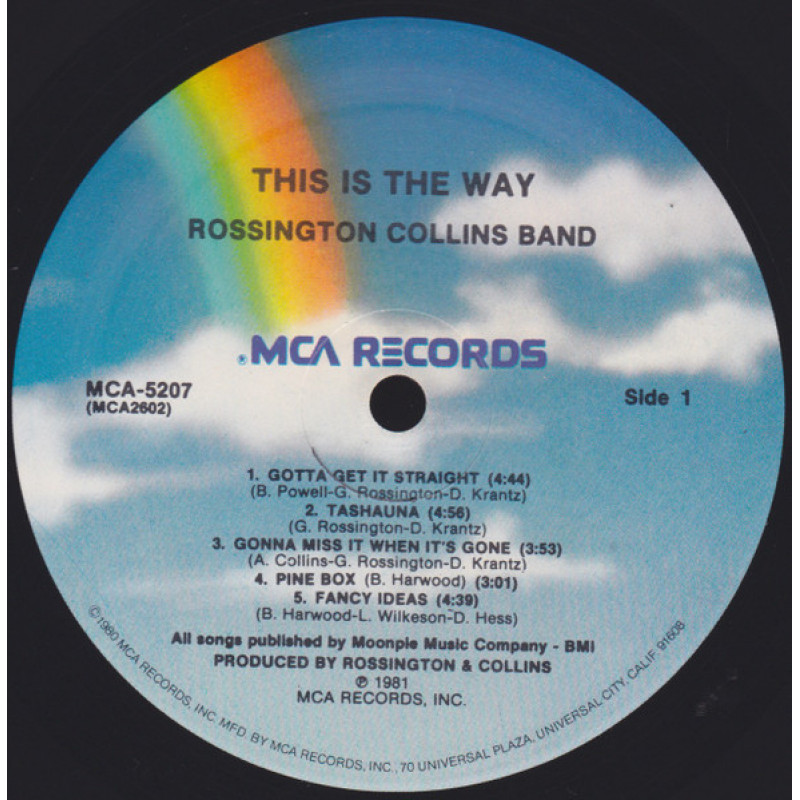 THIS IS THE WAY
ROSSINGTON COLLINS BAND
®MCA RECORDS
MCA-5207
(MCA2602)
Side 1
1. GOTTA GET IT STRAIGHT (4:44)
(B. Powell-G. Rossington-D. Krantz)
2. TASHAUNA (4:56)
(G. Rossington-D. Krantz)
3. GONNA MISS IT WHEN IT'S GONE (3:53)
(A. Collins-G. Rossington-D. Krantz)
4. PINE BOX (B. Harwood) (3:01)
5. FANCY IDEAS (4:39)
(B. Harwood-L. Wilkeson-D. Hess)
All songs published by Moonpie Music Company - BMI
PRODUCED BY ROSSINGTON & COLLINS
℗ 1981
MCA RECORDS, INC.
©1980 MCA RECORDS, INC. MFD. BY MCA RECORDS, INC., 70 UNIVERSAL PLAZA, UNIVERSAL CITY, CALIF. 91608